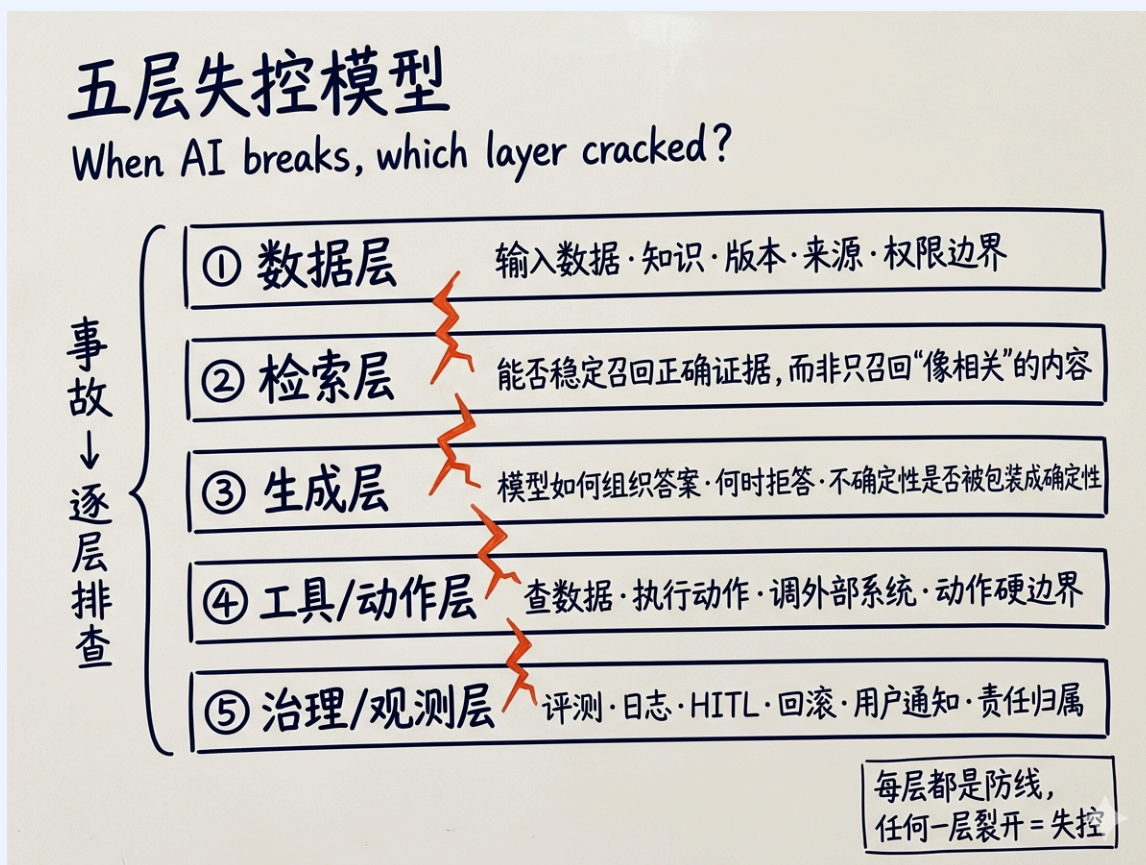 五层失控模型
When AI breaks, which layer cracked?
事故→逐层排查
① 数据层 输入数据·知识·版本·来源·权限边界
② 检索层 能否稳定召回正确证据,而非只召回“像相关”的内容
③ 生成层 模型如何组织答案·何时拒答·不确定性是否被包装成确定性
④ 工具/动作层 查数据·执行动作·调外部系统·动作硬边界
⑤ 治理/观测层 评测·日志·HITL·回滚·用户通知·责任归属
每层都是防线,
任何一层裂开=失控